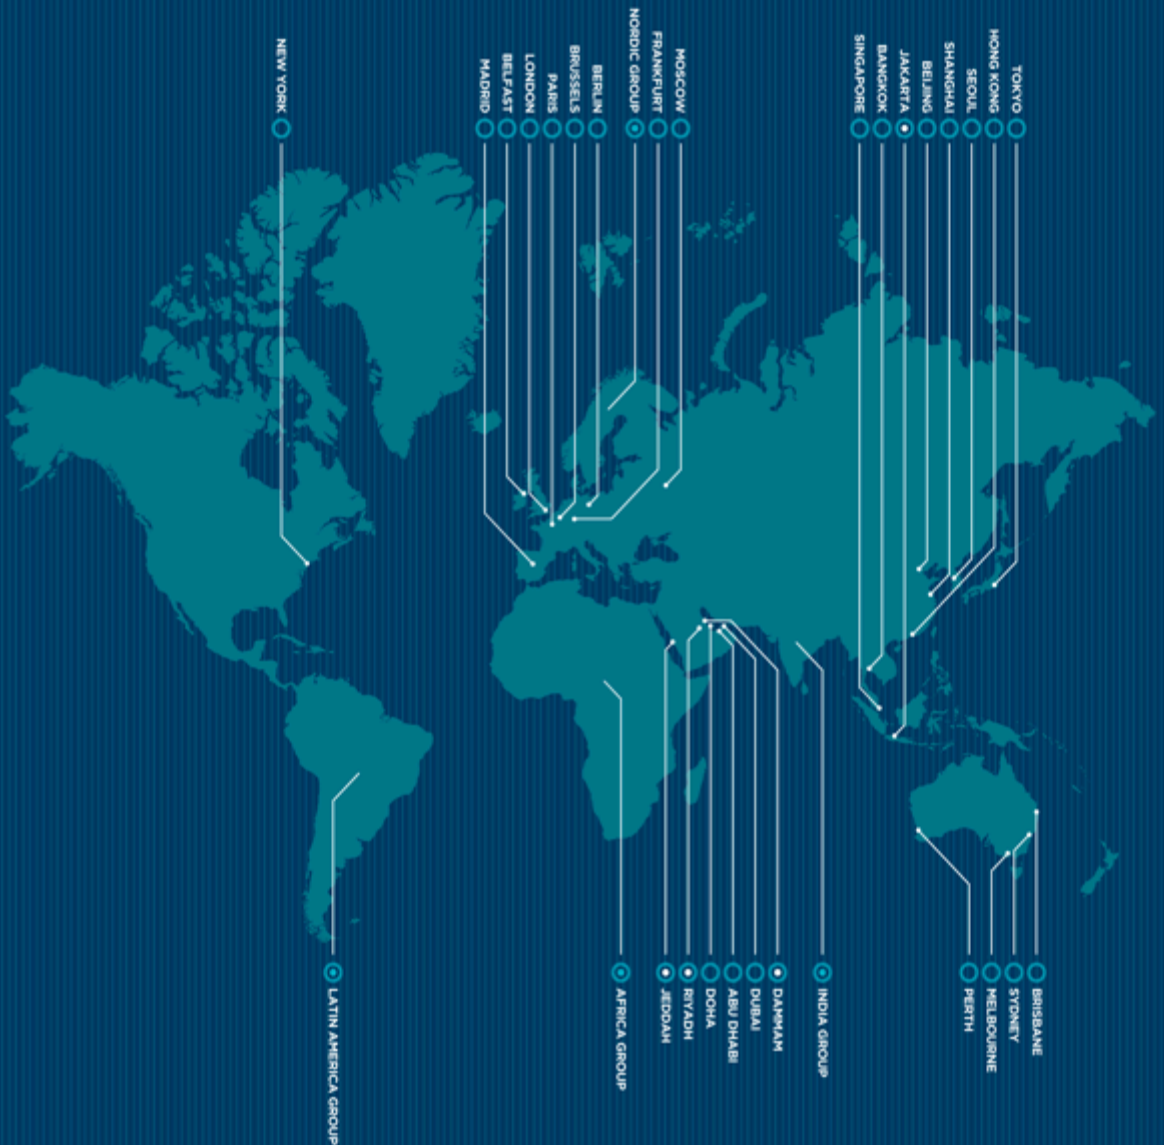 NEW YORK
MADRID
BELFAST
LONDON
PARIS
BRUSSELS
BERLIN
NORDIC GROUP
FRANKFURT
MOSCOW
SINGAPORE
BANGKOK
JAKARTA
BEIJING
SHANGHAI
SEOUL
HONG KONG
TOKYO
LATIN AMERICA GROUP
AFRICA GROUP
JEDDAH
RIYADH
DOHA
ABU DHABI
DUBAI
DAMMAM
INDIA GROUP
PERTH
MELBOURNE
SYDNEY
BRISBANE